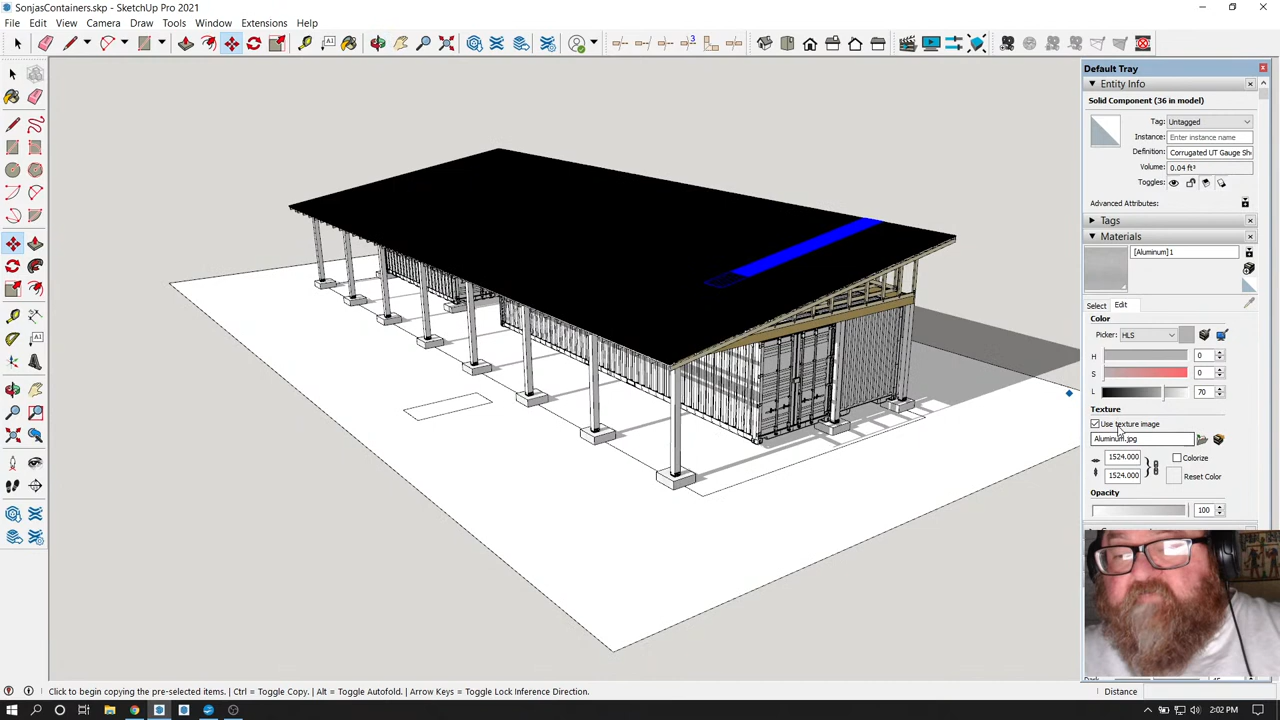 SonjasContainers.skp - SketchUp Pro 2021
File Edit View Camera Draw Tools Window Extensions Help
3
Default Tray
Entity Info
Solid Component (36 in model)
Tag: Untagged
Instance: Enter instance name
Definition: Corrugated UT Gauge Sh
Volume: 0.04 ft³
Toggles:
Advanced Attributes:
Tags
Materials
[Aluminum]1
Select Edit
Color
Picker: HLS
H 0
S 0
L 70
Texture
Use texture image
Aluminum.jpg
1524.000 Colorize
1524.000 Reset Color
Opacity
100
Click to begin copying the pre-selected items. Ctrl = Toggle Copy. Alt = Toggle Autofold. Arrow Keys = Toggle Lock Inference Direction.
Distance
2:02 PM